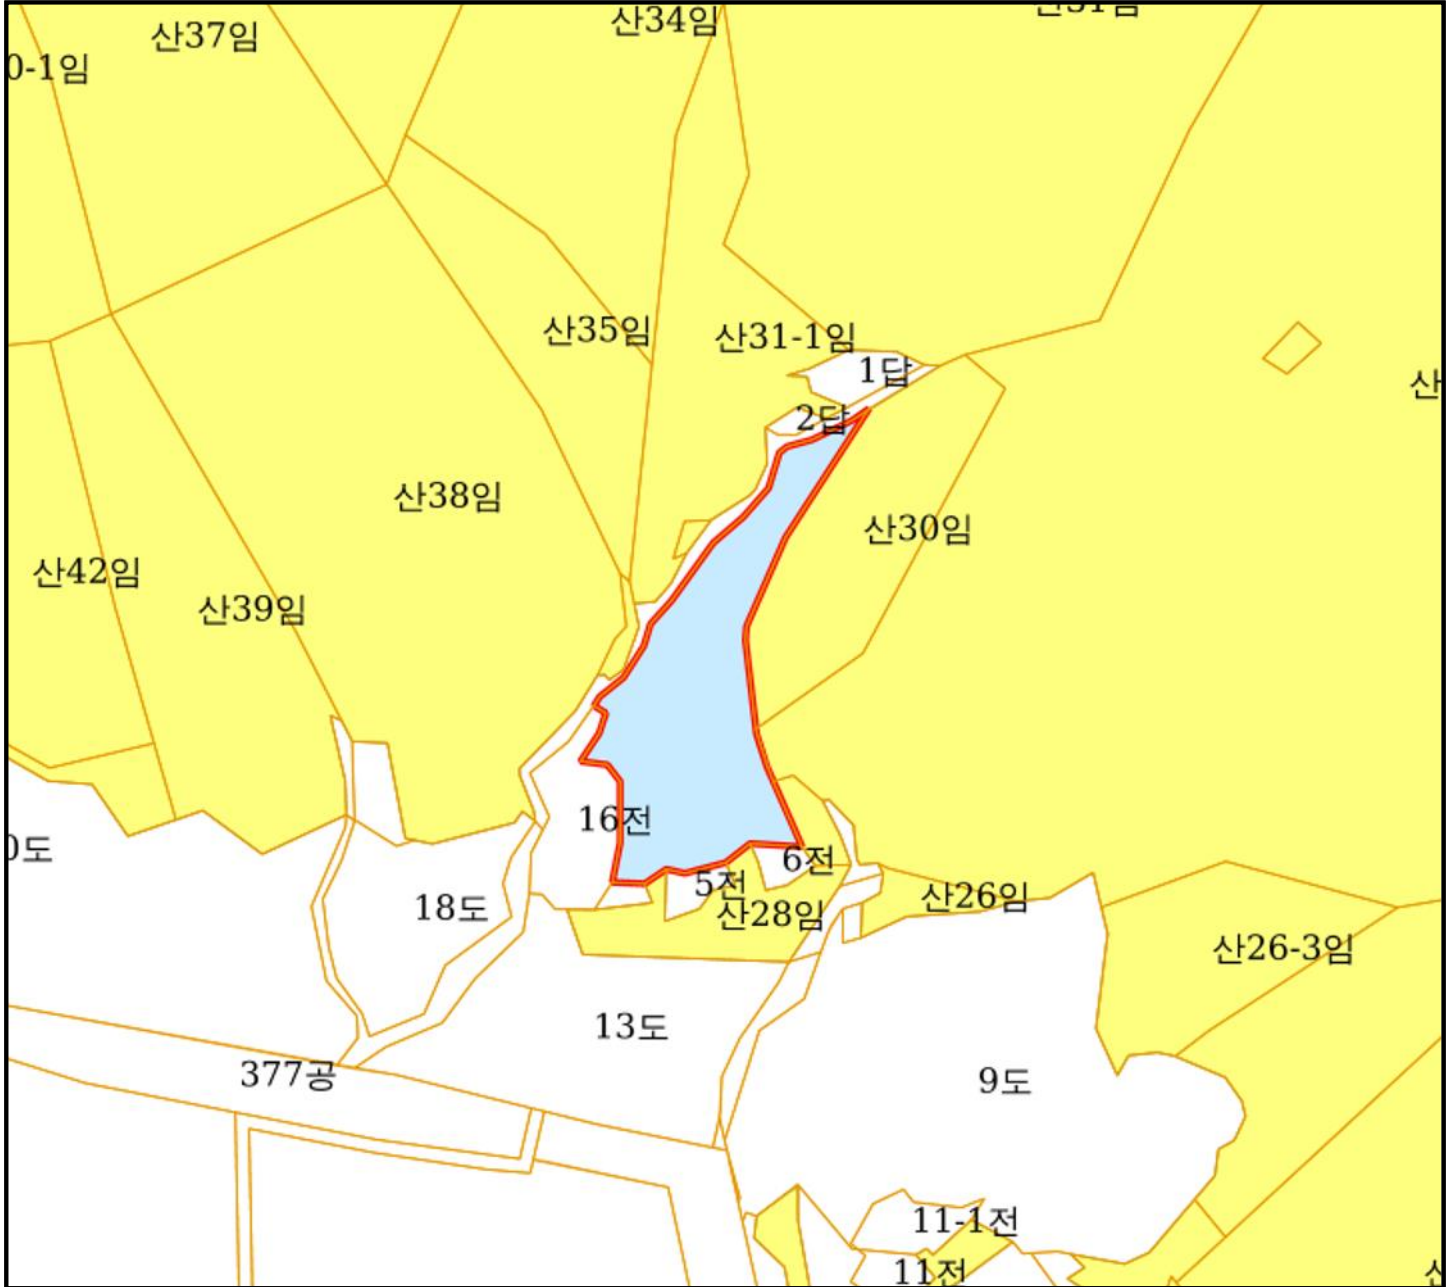 산34임
산37임
0-1임
산35임
산31-1임
1답
산
2답
산38임
산30임
산42임
산39임
16전
0도
6전
5전
산26임
18도
산28임
산26-3임
13도
377공
9도
11-1전
11전